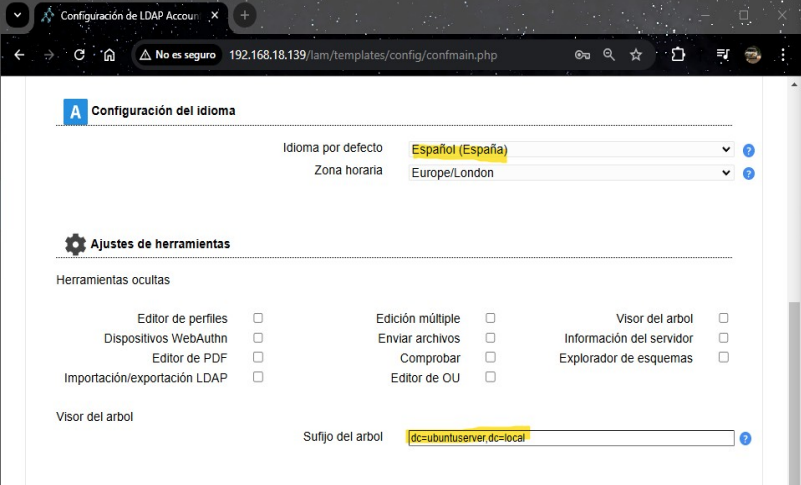 Configuración de LDAP Accoun
No es seguro 192.168.18.139/lam/templates/config/confmain.php
A Configuración del idioma
Idioma por defecto Español (España) ?
Zona horaria Europe/London ?
Ajustes de herramientas
Herramientas ocultas
Editor de perfiles Edición múltiple Visor del arbol
Dispositivos WebAuthn Enviar archivos Información del servidor
Editor de PDF Comprobar Explorador de esquemas
Importación/exportación LDAP Editor de OU
Visor del arbol
Sufijo del arbol dc=ubuntuserver,dc=local ?